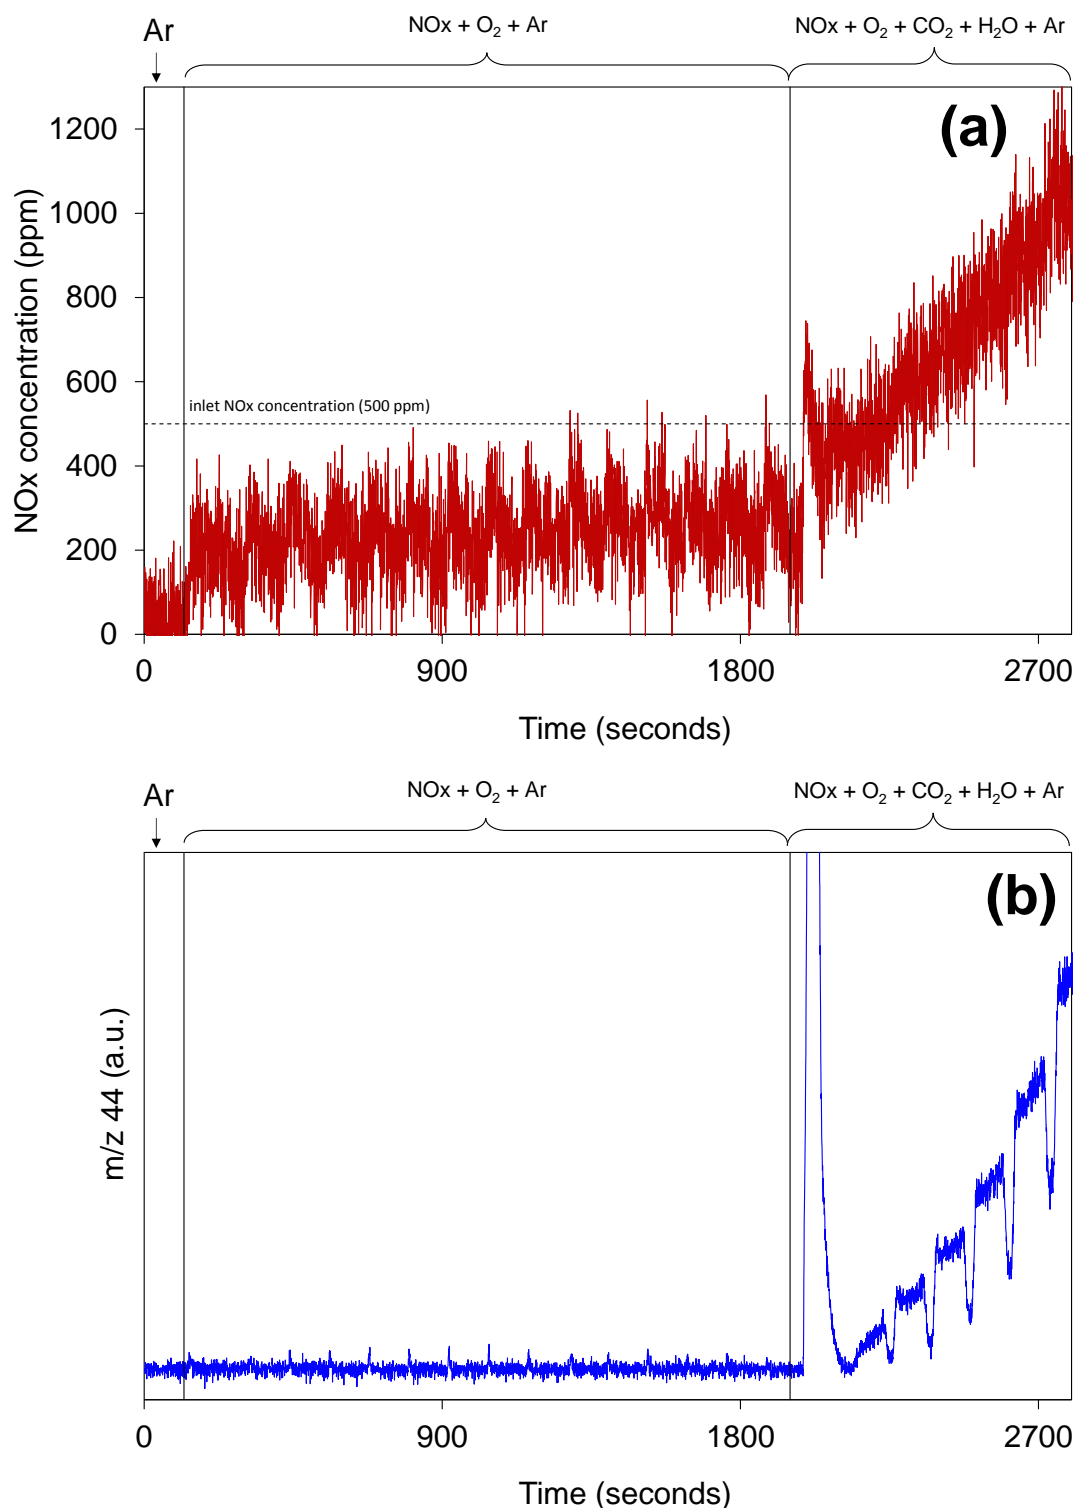 Ar
NOx + O₂ + Ar
NOx + O₂ + CO₂ + H₂O + Ar
(a)
NOx concentration (ppm)
1200
1000
800
600
400
200
0
inlet NOx concentration (500 ppm)
0 900 1800 2700
Time (seconds)
Ar
NOx + O₂ + Ar
NOx + O₂ + CO₂ + H₂O + Ar
(b)
m/z 44 (a.u.)
0 900 1800 2700
Time (seconds)